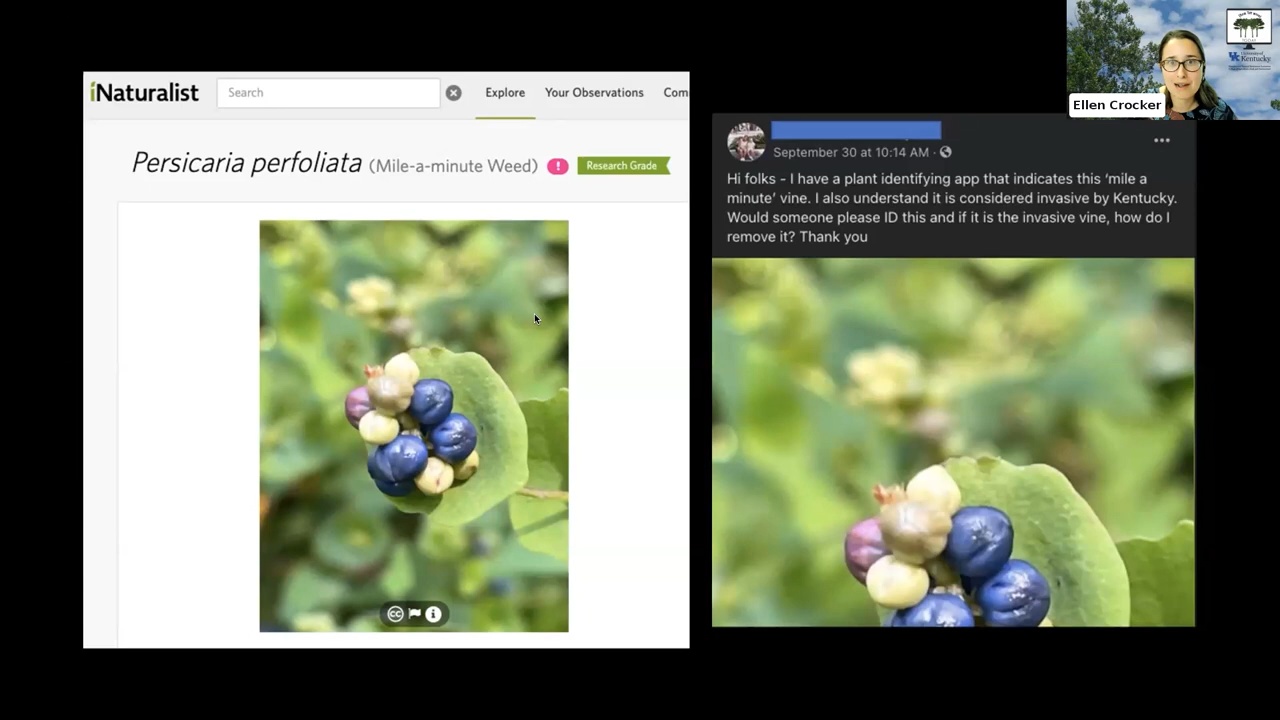 iNaturalist
Search
Explore
Your Observations
Com
Persicaria perfoliata (Mile-a-minute Weed)
!
Research Grade
cc
i
September 30 at 10:14 AM ·
Hi folks - I have a plant identifying app that indicates this ‘mile a
minute’ vine. I also understand it is considered invasive by Kentucky.
Would someone please ID this and if it is the invasive vine, how do I
remove it? Thank you
Ellen Crocker
Kentucky